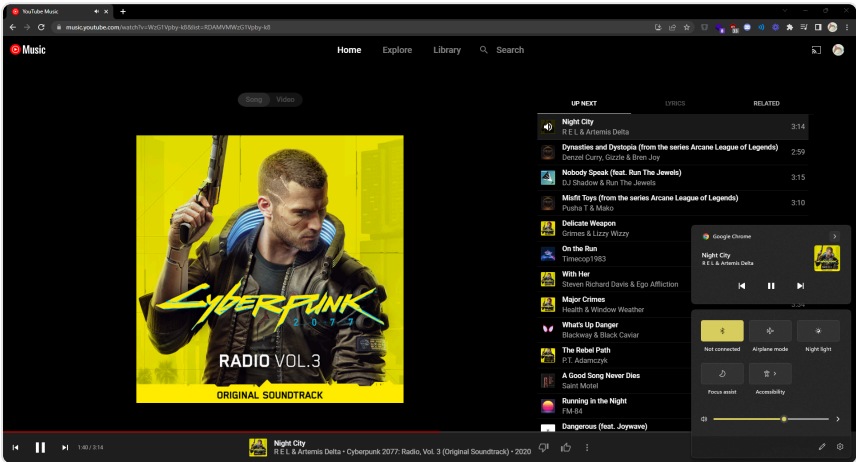 YouTube Music
music.youtube.com/watch?v=WzG1Vpby-k8&list=RDAMVMWzG1Vpby-k8
Music
Home
Explore
Library
Search
Song
Video
UP NEXT
LYRICS
RELATED
Night City
R E L & Artemis Delta
3:14
Dynasties and Dystopia (from the series Arcane League of Legends)
Denzel Curry, Gizzle & Bren Joy
2:59
Nobody Speak (feat. Run The Jewels)
DJ Shadow & Run The Jewels
3:15
Misfit Toys (from the series Arcane League of Legends)
Pusha T & Mako
3:10
Delicate Weapon
Grimes & Lizzy Wizzy
On the Run
Timecop1983
With Her
Steven Richard Davis & Ego Affliction
Major Crimes
Health & Window Weather
What's Up Danger
Blackway & Black Caviar
The Rebel Path
P.T. Adamczyk
A Good Song Never Dies
Saint Motel
Running in the Night
FM-84
Dangerous (feat. Joywave)
CYBERPUNK
2077
RADIO VOL.3
ORIGINAL SOUNDTRACK
Google Chrome
Night City
R E L & Artemis Delta
Not connected
Airplane mode
Night light
Focus assist
Accessibility
1:40 / 3:14
Night City
R E L & Artemis Delta • Cyberpunk 2077: Radio, Vol. 3 (Original Soundtrack) • 2020